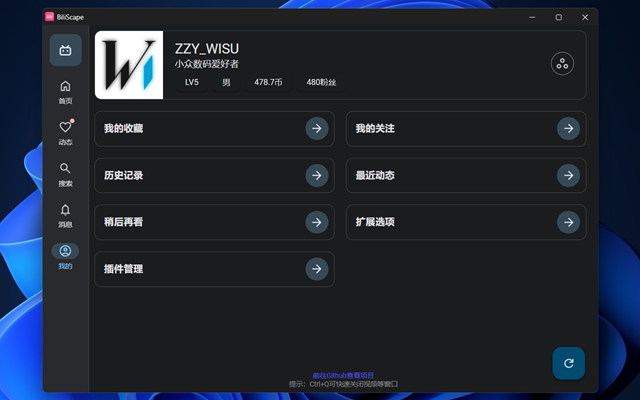 BiliScape
ZZY_WISU
小众数码爱好者
LV5 男 478.7币 480粉丝
首页
动态
搜索
消息
我的
我的收藏 我的关注
历史记录 最近动态
稍后再看 扩展选项
插件管理
前往Github查看项目
提示：Ctrl+Q可快速关闭视频等窗口